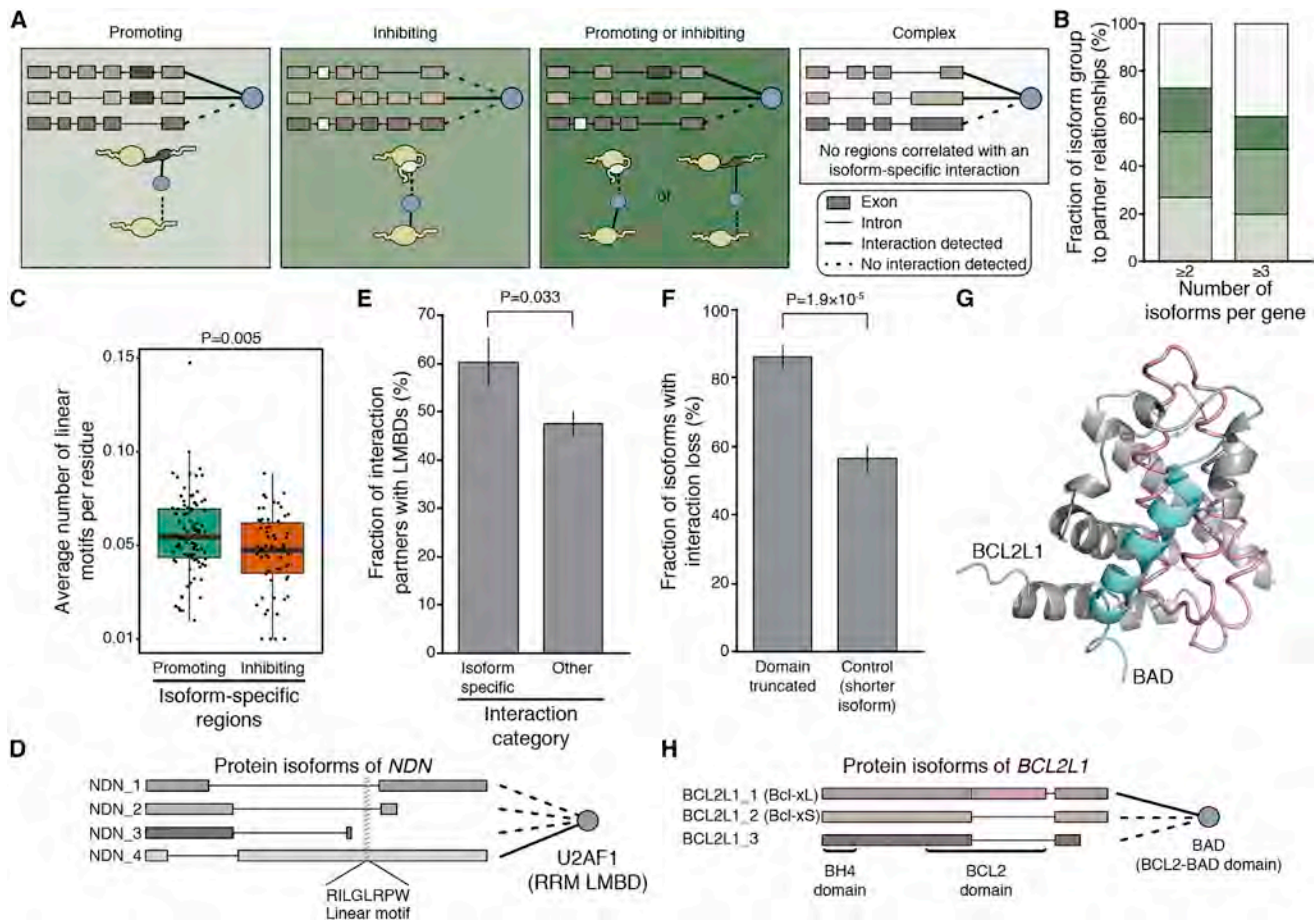 A
Promoting
Inhibiting
Promoting or inhibiting
Complex
or
No regions correlated with an
isoform-specific interaction
Exon
Intron
Interaction detected
No interaction detected
B
Fraction of isoform group
to partner relationships (%)
100
80
60
40
20
0
≥2
≥3
Number of
isoforms per gene
C
P=0.005
Average number of linear
motifs per residue
0.15
0.10
0.05
0.01
Promoting
Inhibiting
Isoform-specific
regions
E
P=0.033
Fraction of interaction
partners with LMBDs (%)
70
60
50
40
30
20
10
0
Isoform
specific
Other
Interaction
category
F
P=1.9×10-5
Fraction of isoforms with
interaction loss (%)
100
80
60
40
20
0
Domain
truncated
Control
(shorter
isoform)
G
BCL2L1
BAD
D
Protein isoforms of NDN
NDN_1
NDN_2
NDN_3
NDN_4
RILGLRPW
Linear motif
U2AF1
(RRM LMBD)
H
Protein isoforms of BCL2L1
BCL2L1_1 (Bcl-xL)
BCL2L1_2 (Bcl-xS)
BCL2L1_3
BH4
domain
BCL2
domain
BAD
(BCL2-BAD domain)